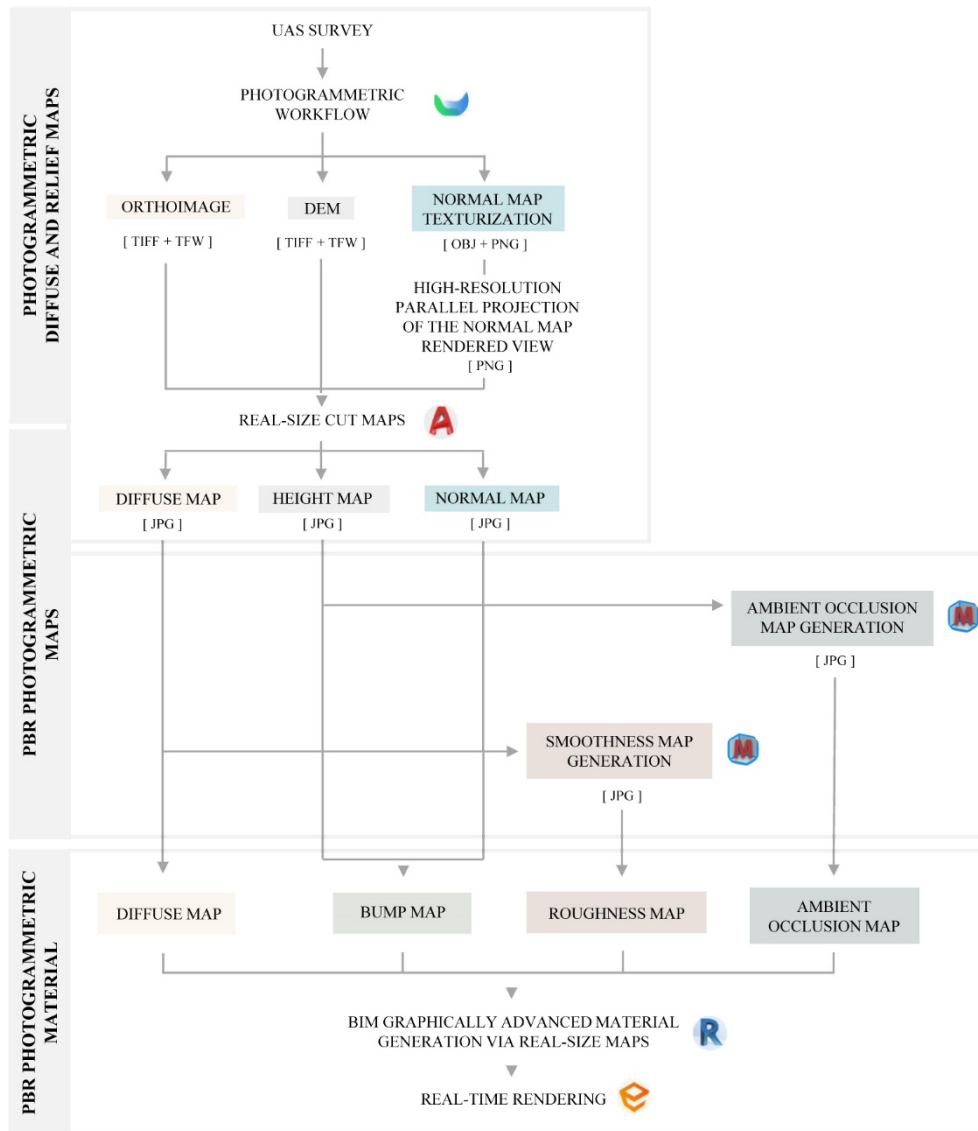 PHOTOGRAMMETRIC
DIFFUSE AND RELIEF MAPS
UAS SURVEY
PHOTOGRAMMETRIC
WORKFLOW
ORTHOIMAGE
[ TIFF + TFW ]
DEM
[ TIFF + TFW ]
NORMAL MAP
TEXTURIZATION
[ OBJ + PNG ]
HIGH-RESOLUTION
PARALLEL PROJECTION
OF THE NORMAL MAP
RENDERED VIEW
[ PNG ]
REAL-SIZE CUT MAPS
A
PBR PHOTOGRAMMETRIC
MAPS
DIFFUSE MAP
[ JPG ]
HEIGHT MAP
[ JPG ]
NORMAL MAP
[ JPG ]
AMBIENT OCCLUSION
MAP GENERATION
M
[ JPG ]
SMOOTHNESS MAP
GENERATION
M
[ JPG ]
PBR PHOTOGRAMMETRIC
MATERIAL
DIFFUSE MAP
BUMP MAP
ROUGHNESS MAP
AMBIENT
OCCLUSION MAP
BIM GRAPHICALLY ADVANCED MATERIAL
GENERATION VIA REAL-SIZE MAPS
R
REAL-TIME RENDERING
e